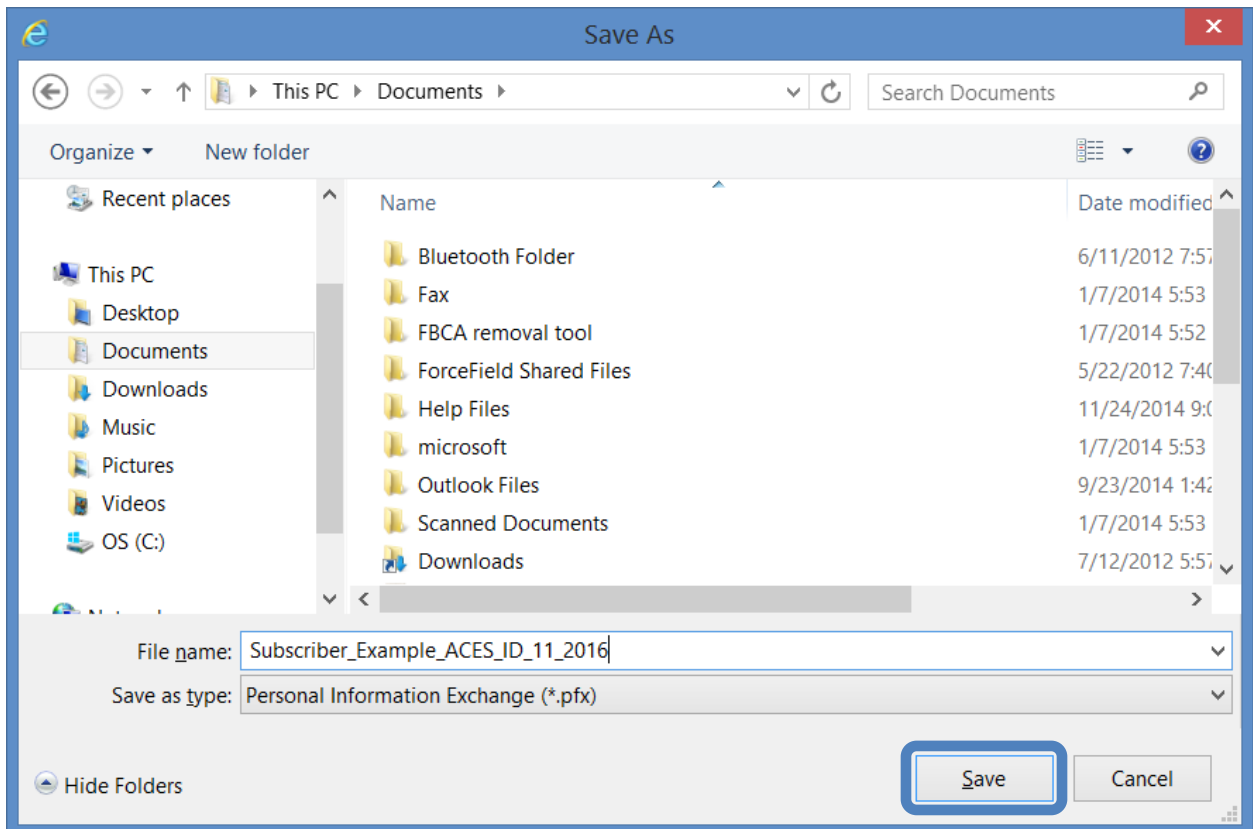 Save As
This PC Documents
Search Documents
Organize New folder
Recent places
This PC
Desktop
Documents
Downloads
Music
Pictures
Videos
OS (C:)
Name Date modified
Bluetooth Folder 6/11/2012 7:57
Fax 1/7/2014 5:53
FBCA removal tool 1/7/2014 5:52
ForceField Shared Files 5/22/2012 7:40
Help Files 11/24/2014 9:0
microsoft 1/7/2014 5:53
Outlook Files 9/23/2014 1:42
Scanned Documents 1/7/2014 5:53
Downloads 7/12/2012 5:57
File name: Subscriber_Example_ACES_ID_11_2016
Save as type: Personal Information Exchange (*.pfx)
Hide Folders
Save Cancel